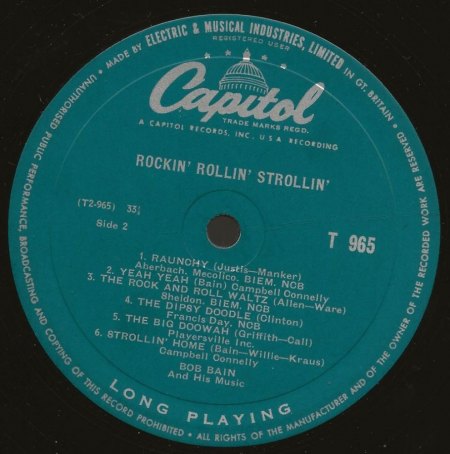 MADE BY ELECTRIC & MUSICAL INDUSTRIES, LIMITED IN GT. BRITAIN • AND OF THE OWNER OF THE RECORDED WORK ARE RESERVED
REGISTERED USER
Capitol
TRADE MARKS REGD.
A CAPITOL RECORDS, INC. U S A RECORDING
ROCKIN' ROLLIN' STROLLIN'
(T2-965) 33⅓
Side 2
T 965
1. RAUNCHY (Justis—Manker)
Aberbach. Mecolico. BIEM. NCB
2. YEAH YEAH (Bain) Campbell Connelly
3. THE ROCK AND ROLL WALTZ (Allen—Ware)
Sheldon. BIEM. NCB
4. THE DIPSY DOODLE (Clinton)
Francis Day. NCB
5. THE BIG DOOWAH (Griffith—Call)
Playersville Inc.
6. STROLLIN' HOME (Bain—Willie—Kraus)
Campbell Connelly
BOB BAIN
And His Music
LONG PLAYING
UNAUTHORISED PUBLIC PERFORMANCE, BROADCASTING AND COPYING OF THIS RECORD PROHIBITED • ALL RIGHTS OF THE MANUFACTURER